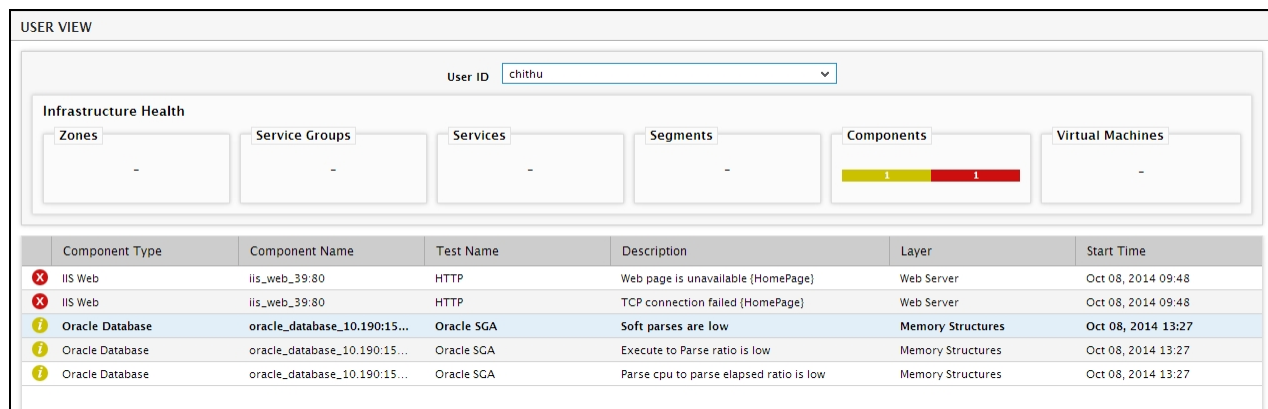 USER VIEW
User ID chithu
Infrastructure Health
Zones Service Groups Services Segments Components Virtual Machines
- - - - 1 1 -
Component Type Component Name Test Name Description Layer Start Time
IIS Web iis_web_39:80 HTTP Web page is unavailable {HomePage} Web Server Oct 08, 2014 09:48
IIS Web iis_web_39:80 HTTP TCP connection failed {HomePage} Web Server Oct 08, 2014 09:48
Oracle Database oracle_database_10.190:15... Oracle SGA Soft parses are low Memory Structures Oct 08, 2014 13:27
Oracle Database oracle_database_10.190:15... Oracle SGA Execute to Parse ratio is low Memory Structures Oct 08, 2014 13:27
Oracle Database oracle_database_10.190:15... Oracle SGA Parse cpu to parse elapsed ratio is low Memory Structures Oct 08, 2014 13:27